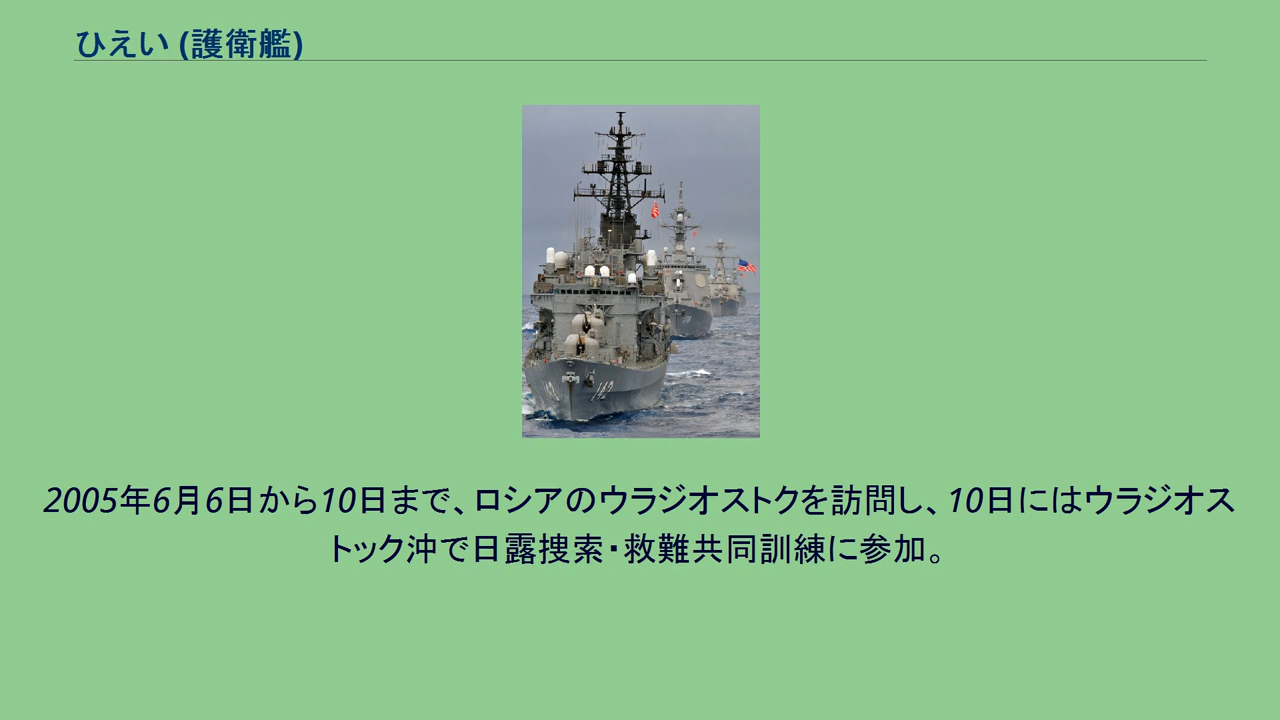 ひえい (護衛艦)
142
2005年6月6日から10日まで、ロシアのウラジオストクを訪問し、10日にはウラジオス
トック沖で日露捜索・救難共同訓練に参加。